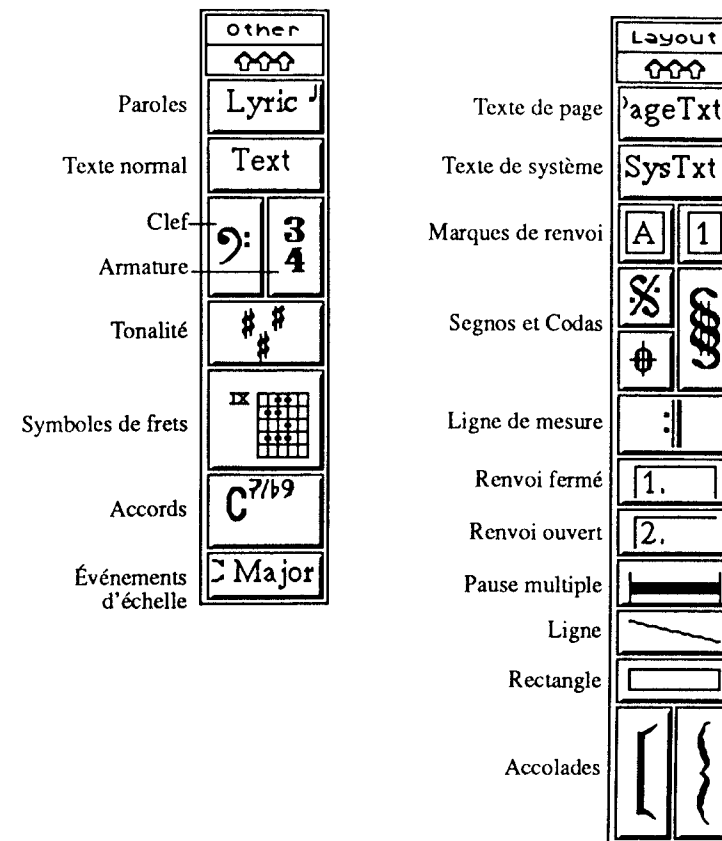 Other
Paroles
Lyric
Texte normal
Text
Clef
Armature
3
4
Tonalité
Symboles de frets
IX
Accords
C7/b9
Événements
d'échelle
C Major
Layout
Texte de page
PageTxt
Texte de système
SysTxt
Marques de renvoi
A
1
Segnos et Codas
Ligne de mesure
Renvoi fermé
1.
Renvoi ouvert
2.
Pause multiple
Ligne
Rectangle
Accolades